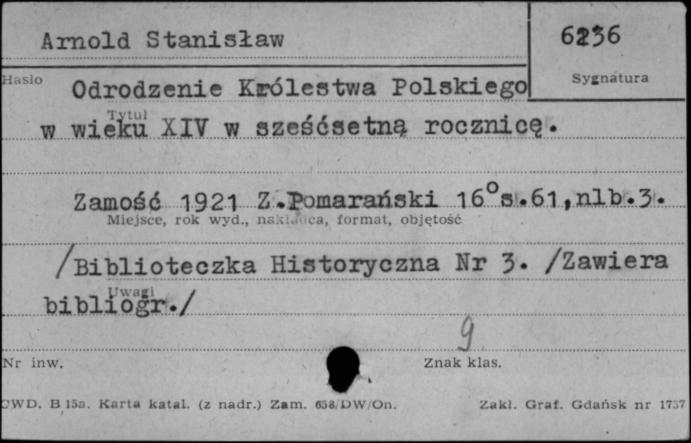 Arnold Stanisław
6236
Hasło
Sygnatura
Odrodzenie Królestwa Polskiego
Tytuł
w wieku XIV w sześćsetną rocznicę.
Zamość 1921 Z.Pomarański 16°s.61,nlb.3.
Miejsce, rok wyd., nakładca, format, objętość
/Biblioteczka Historyczna Nr 3. /Zawiera
Uwagi
bibliogr./
9
Nr inw.
Znak klas.
CWD. B 15a. Karta katal. (z nadr.) Zam. 658/DW/On.
Zakł. Graf. Gdańsk nr 1757